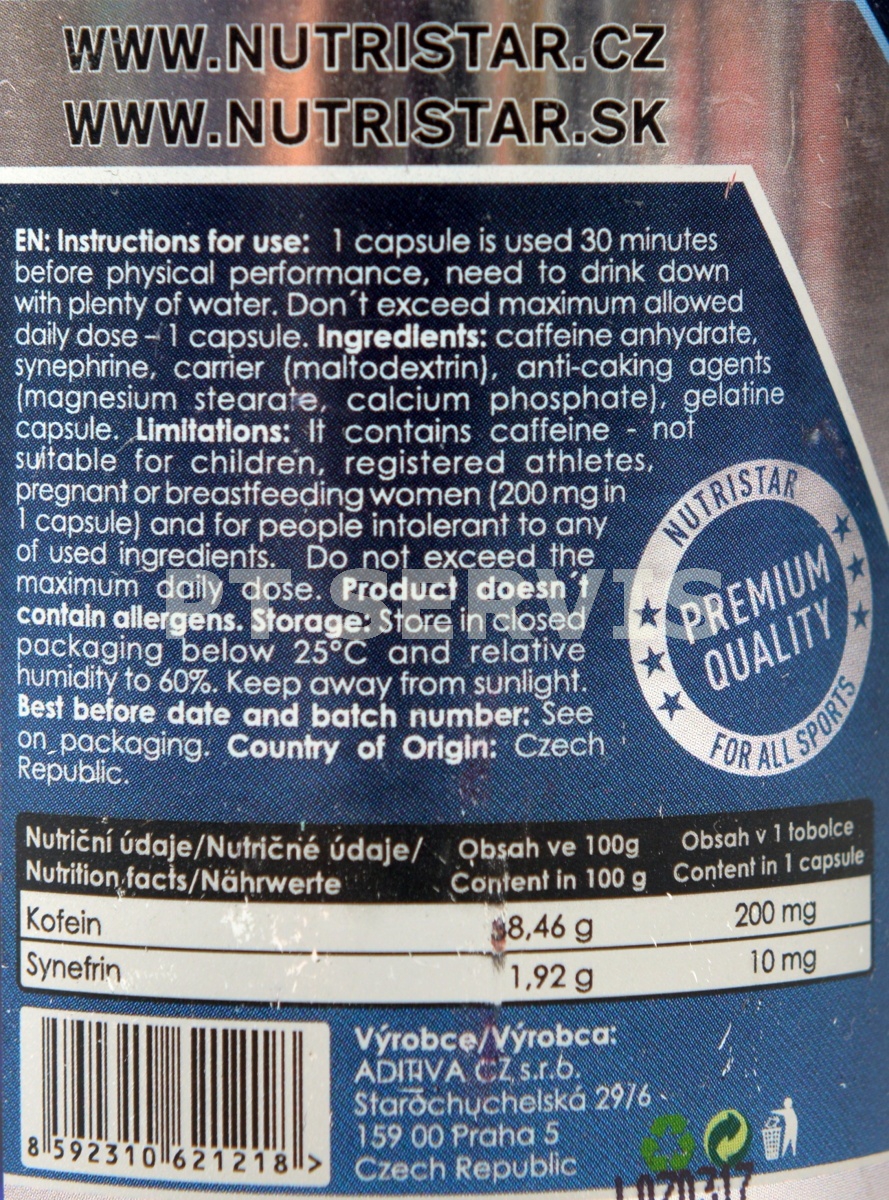 WWW.NUTRISTAR.CZ
WWW.NUTRISTAR.SK
EN: Instructions for use: 1 capsule is used 30 minutes
before physical performance, need to drink down
with plenty of water. Don´t exceed maximum allowed
daily dose – 1 capsule. Ingredients: caffeine anhydrate,
synephrine, carrier (maltodextrin), anti-caking agents
(magnesium stearate, calcium phosphate), gelatine
capsule. Limitations: It contains caffeine - not
suitable for children, registered athletes,
pregnant or breastfeeding women (200 mg in
1 capsule) and for people intolerant to any
of used ingredients. Do not exceed the
maximum daily dose. Product doesn´t
contain allergens. Storage: Store in closed
packaging below 25°C and relative
humidity to 60%. Keep away from sunlight.
Best before date and batch number: See
on packaging. Country of Origin: Czech
Republic.
NUTRISTAR
PREMIUM
QUALITY
FOR ALL SPORTS
PT SERVIS
Nutriční údaje/Nutričné údaje/ Obsah ve 100g Obsah v 1 tobolce
Nutrition facts/Nährwerte Content in 100 g Content in 1 capsule
Kofein 38,46 g 200 mg
Synefrin 1,92 g 10 mg
Výrobce/Výrobca:
ADITIVA CZ s.r.o.
Starochuchelská 29/6
159 00 Praha 5
Czech Republic
8 592310 621218 >